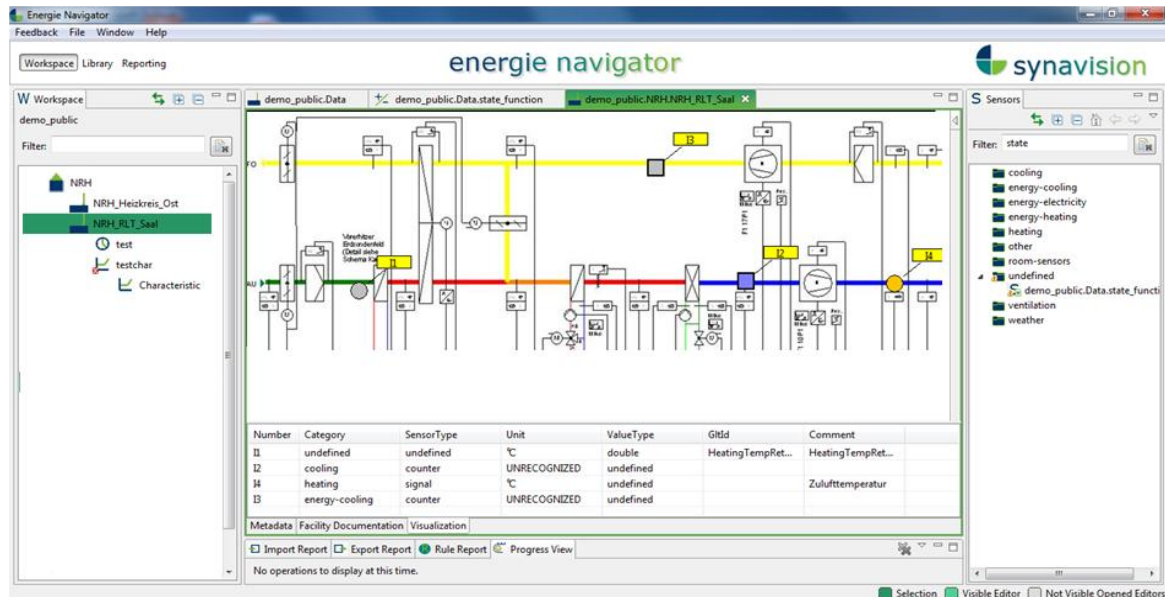 Energie Navigator
Feedback File Window Help
Workspace Library Reporting
energie navigator
synavision
W Workspace
demo_public
Filter:
NRH
NRH_Heizkreis_Ost
NRH_RLT_Saal
test
testchar
Characteristic
demo_public.Data
demo_public.Data.state_function
demo_public.NRH.NRH_RLT_Saal
FO
I3
Vorerhitzer
Erdsondenfeld
(Detail siehe
I1
I2
I4
AU
Number Category SensorType Unit ValueType GltId Comment
I1 undefined undefined °C double HeatingTempRet... HeatingTempRet...
I2 cooling counter UNRECOGNIZED undefined
I4 heating signal °C undefined Zulufttemperatur
I3 energy-cooling counter UNRECOGNIZED undefined
Metadata Facility Documentation Visualization
Import Report Export Report Rule Report Progress View
No operations to display at this time.
S Sensors
Filter: state
cooling
energy-cooling
energy-electricity
energy-heating
heating
other
room-sensors
undefined
demo_public.Data.state_functi
ventilation
weather
Selection Visible Editor Not Visible Opened Editors